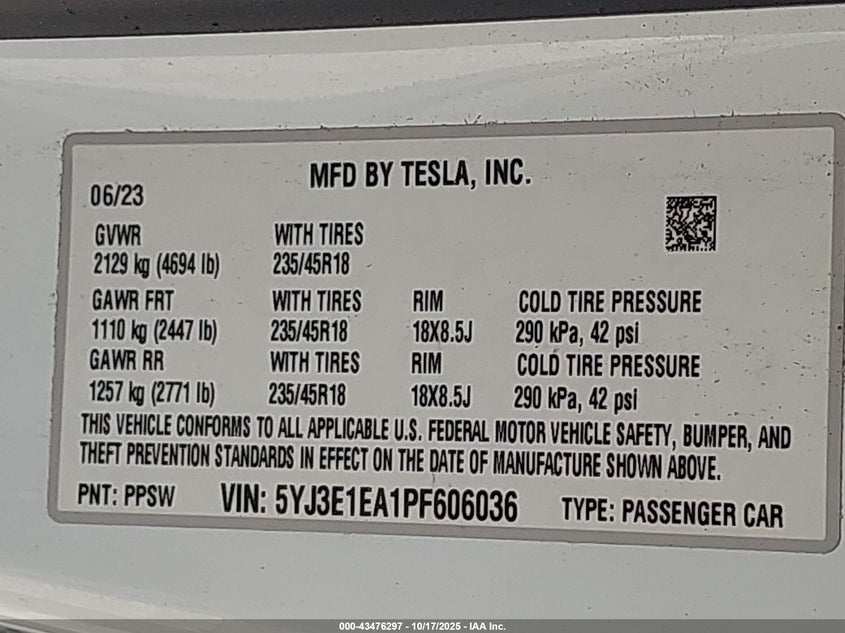 MFD BY TESLA, INC.
06/23
GVWR WITH TIRES
2129 kg (4694 lb) 235/45R18
GAWR FRT WITH TIRES RIM COLD TIRE PRESSURE
1110 kg (2447 lb) 235/45R18 18X8.5J 290 kPa, 42 psi
GAWR RR WITH TIRES RIM COLD TIRE PRESSURE
1257 kg (2771 lb) 235/45R18 18X8.5J 290 kPa, 42 psi
THIS VEHICLE CONFORMS TO ALL APPLICABLE U.S. FEDERAL MOTOR VEHICLE SAFETY, BUMPER, AND
THEFT PREVENTION STANDARDS IN EFFECT ON THE DATE OF MANUFACTURE SHOWN ABOVE.
PNT: PPSW VIN: 5YJ3E1EA1PF606036 TYPE: PASSENGER CAR
000-43476297 - 10/17/2025 - IAA Inc.